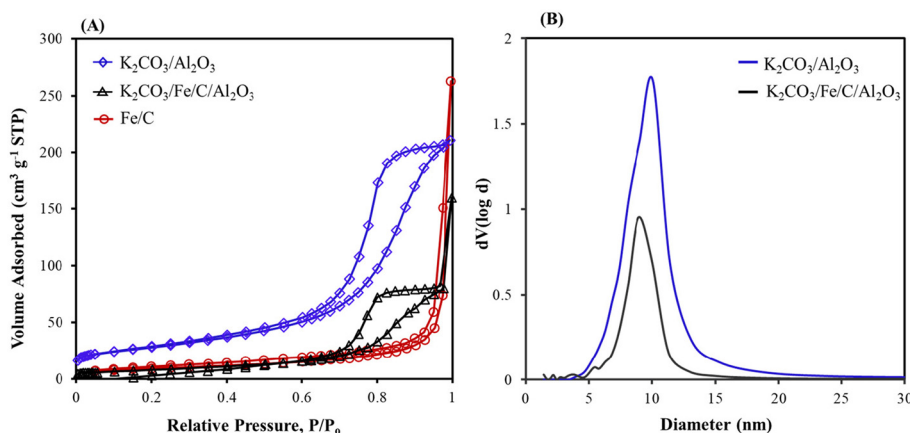 (A)
Volume Adsorbed (cm³ g⁻¹ STP)
300
250
200
150
100
50
0
K₂CO₃/Al₂O₃
K₂CO₃/Fe/C/Al₂O₃
Fe/C
0 0.2 0.4 0.6 0.8 1
Relative Pressure, P/P₀
(B)
dV(log d)
2
1.5
1
0.5
0
K₂CO₃/Al₂O₃
K₂CO₃/Fe/C/Al₂O₃
0 5 10 15 20 25 30
Diameter (nm)